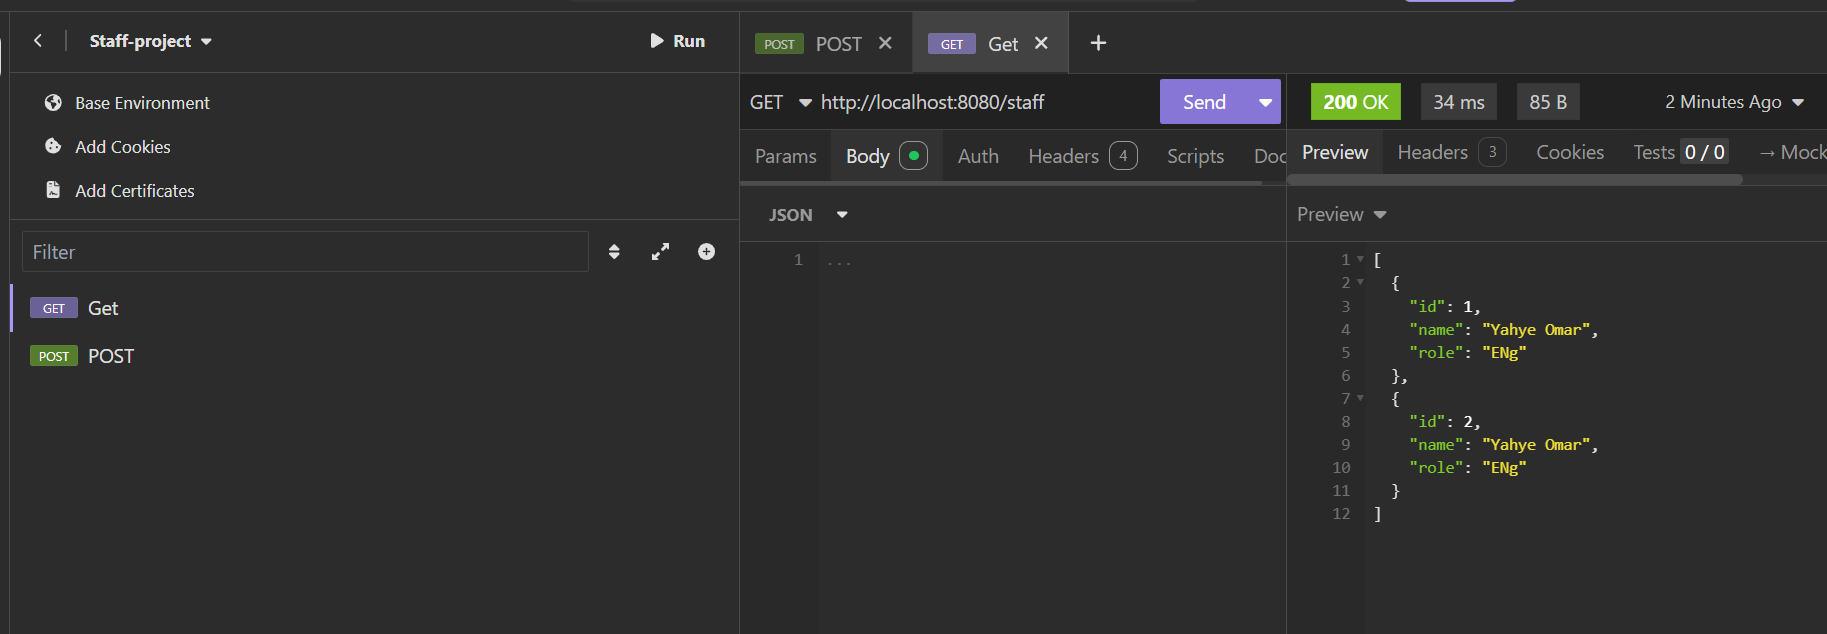 Staff-project
Run
Base Environment
Add Cookies
Add Certificates
Filter
GET Get
POST POST
POST POST
GET Get
GET http://localhost:8080/staff
Send
Params Body Auth Headers 4 Scripts Doc
JSON
1 ...
200 OK 34 ms 85 B 2 Minutes Ago
Preview Headers 3 Cookies Tests 0 / 0 → Mock
Preview
1 [
2 {
3 "id": 1,
4 "name": "Yahye Omar",
5 "role": "ENg"
6 },
7 {
8 "id": 2,
9 "name": "Yahye Omar",
10 "role": "ENg"
11 }
12 ]